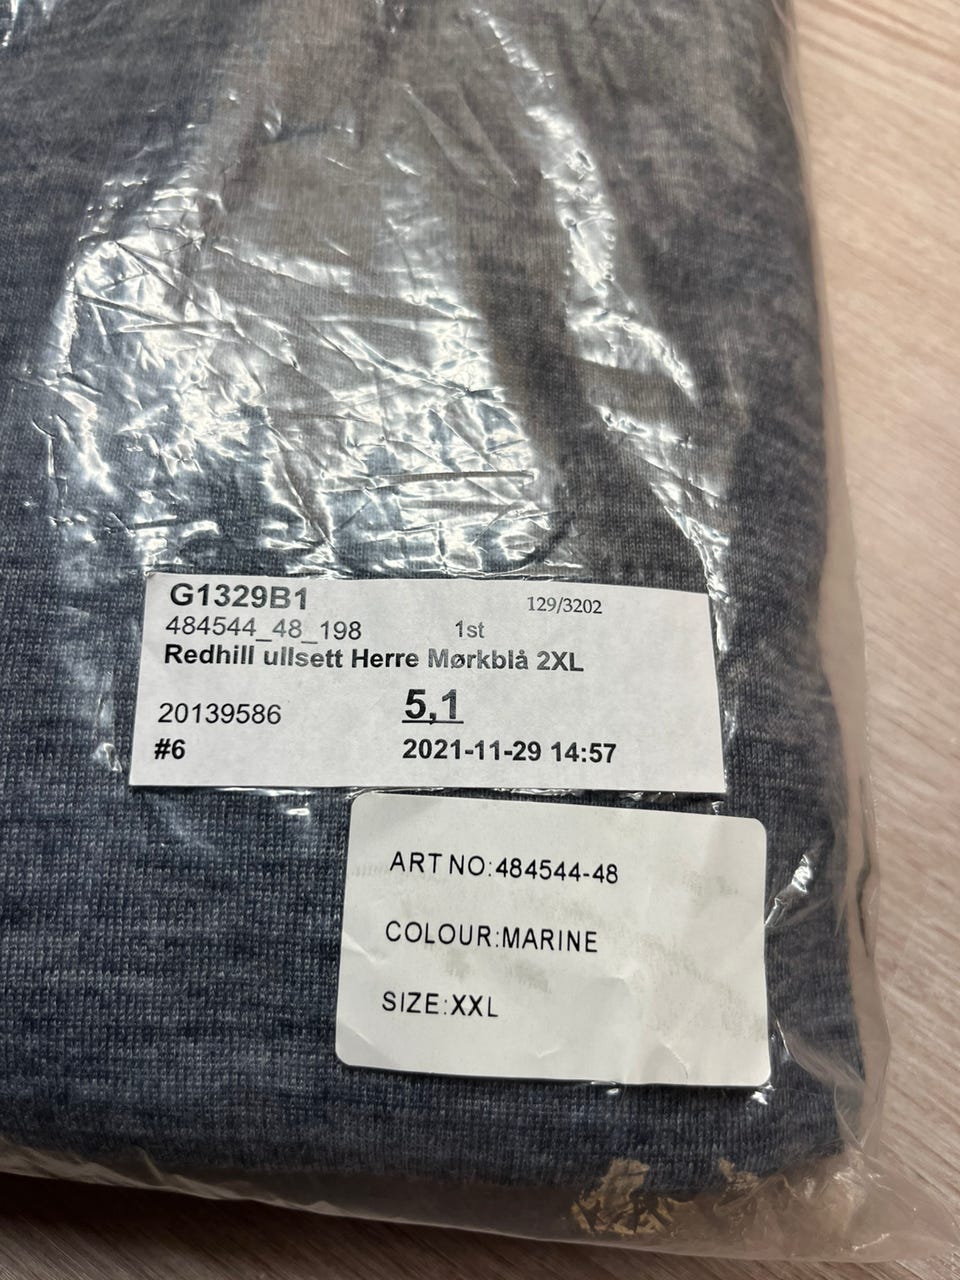 G1329B1 129/3202
484544_48_198 1st
Redhill ullsett Herre Mørkblå 2XL
20139586 5,1
#6 2021-11-29 14:57
ART NO:484544-48
COLOUR:MARINE
SIZE:XXL